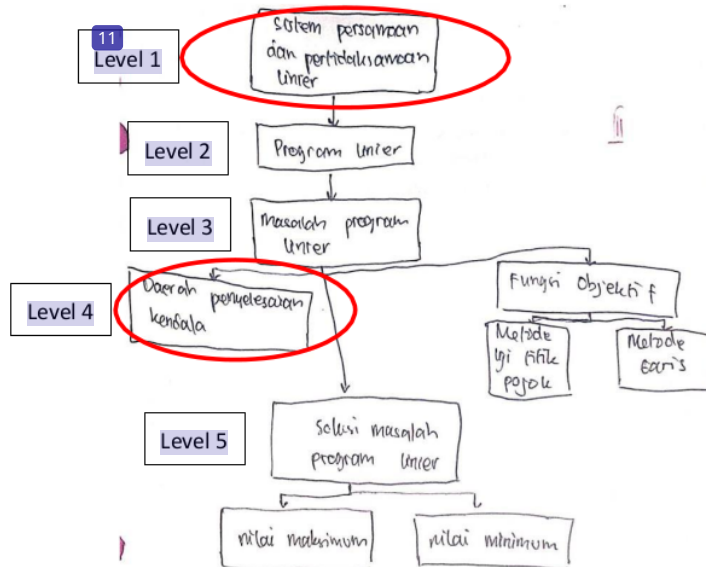 11
Level 1
sistem persamaan
dan pertidaksamaan
linier
Level 2
Program linier
Level 3
masalah program
linier
Level 4
Daerah penyelesaian
kendala
Fungsi Objektif
Metode
uji titik
pojok
Metode
Garis
Level 5
Solusi masalah
program linier
nilai maksimum
nilai minimum